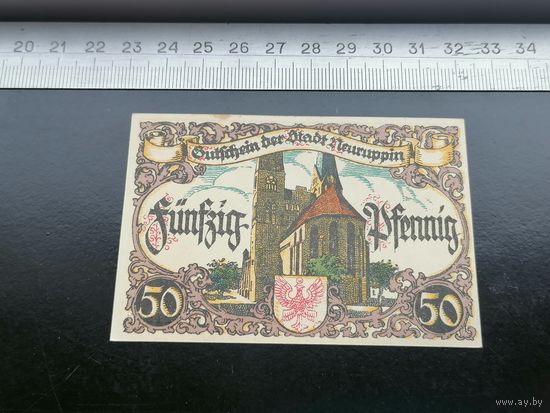 20 21 22 23 24 25 26 27 28 29 30 31 32 33 34
Gutschein der Stadt Neuruppin
Fünfzig Pfennig
50 50
www.ay.by